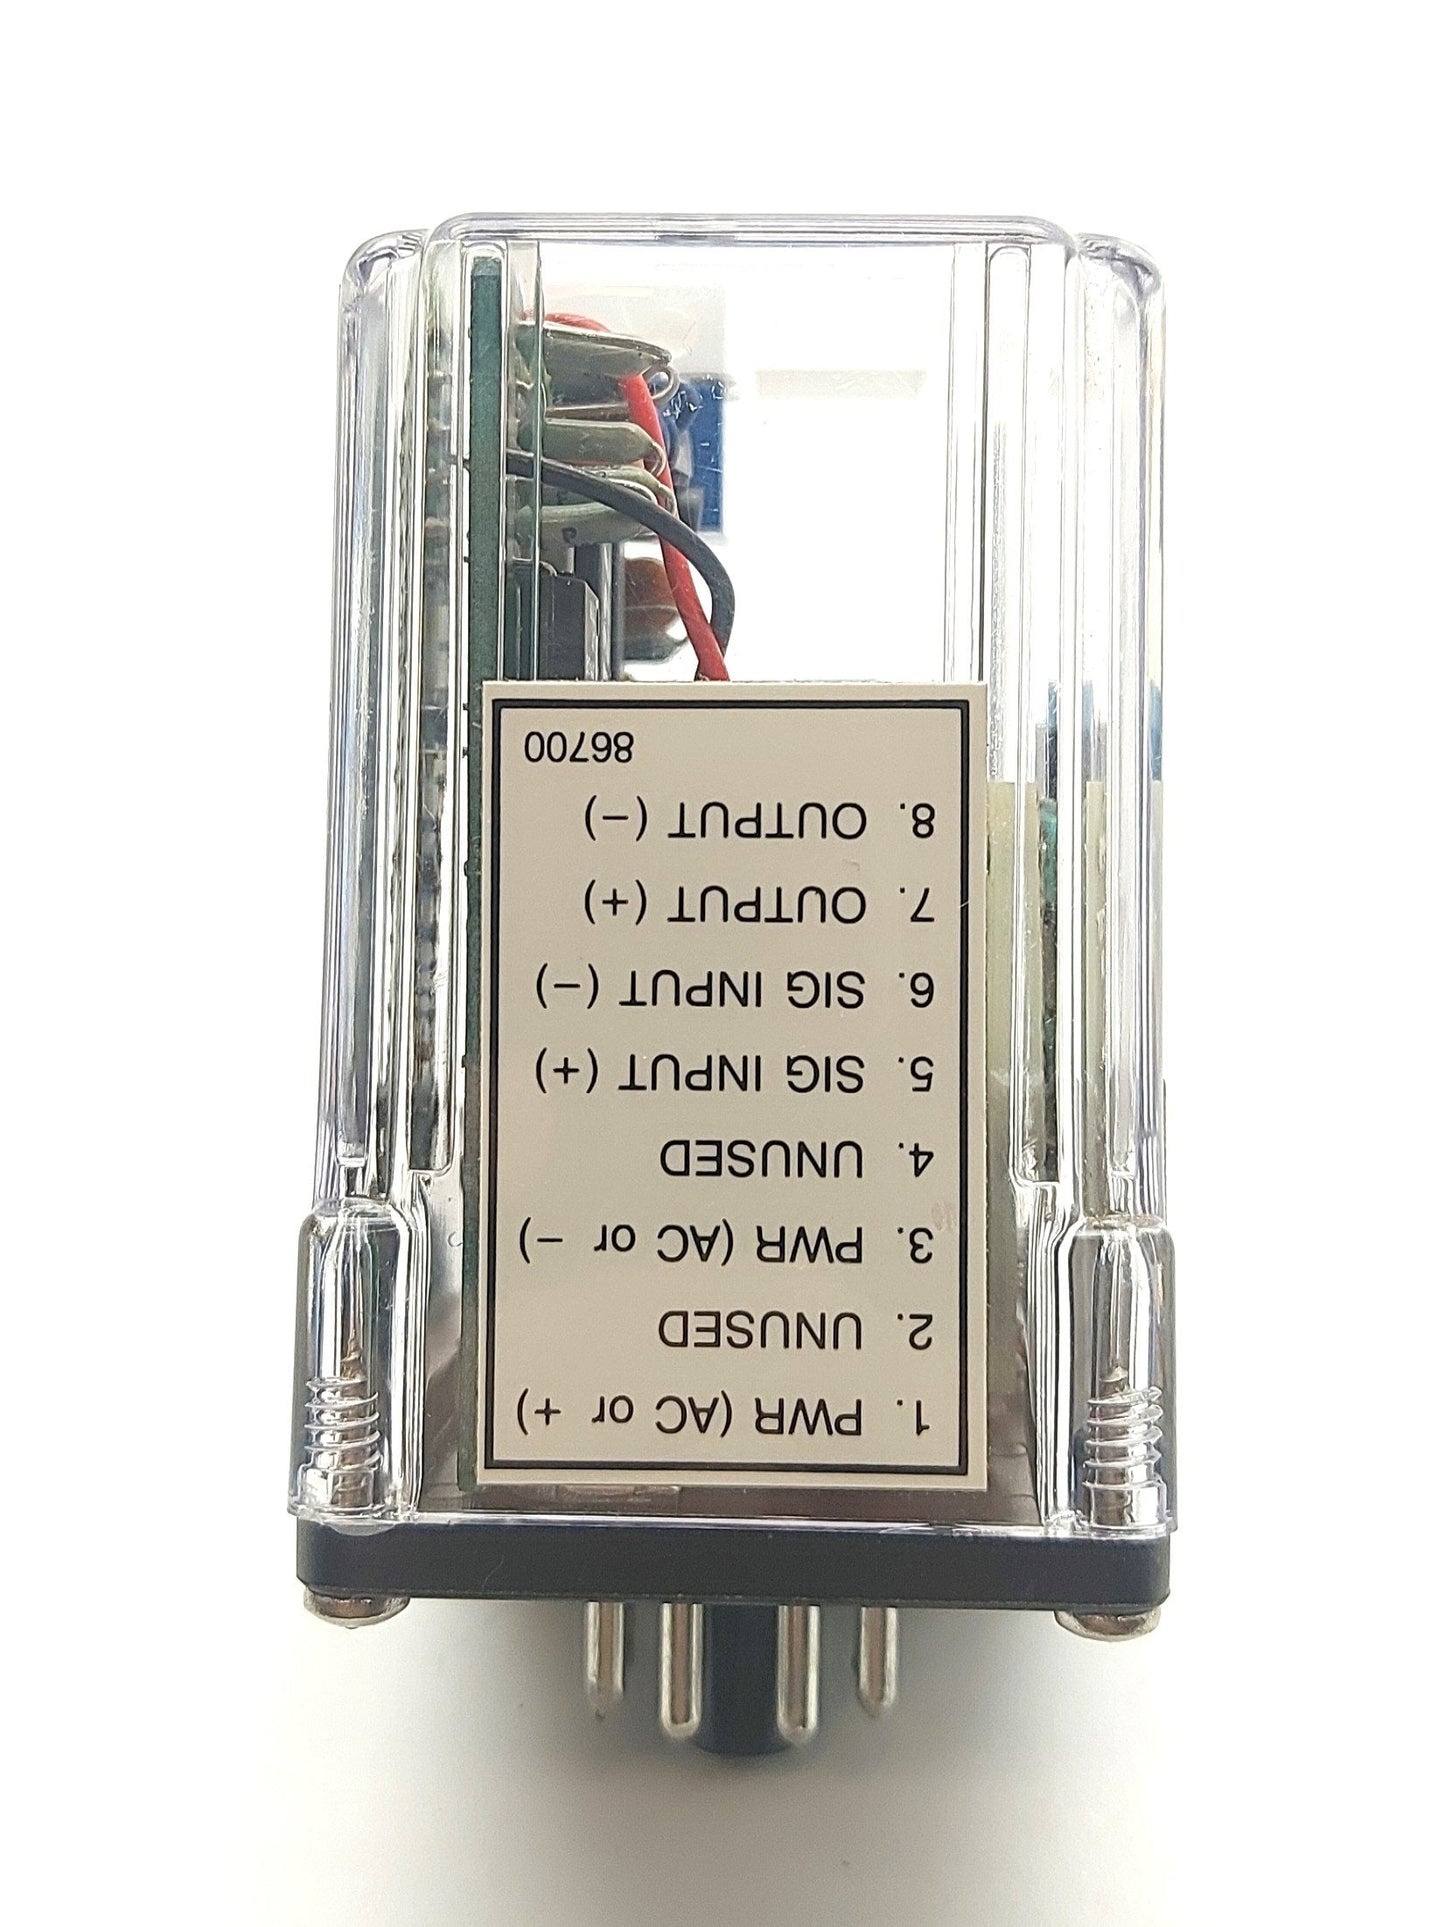 1. PWR (AC or +)
2. UNUSED
3. PWR (AC or -)
4. UNUSED
5. SIG INPUT (+)
6. SIG INPUT (-)
7. OUTPUT (+)
8. OUTPUT (-)
86700